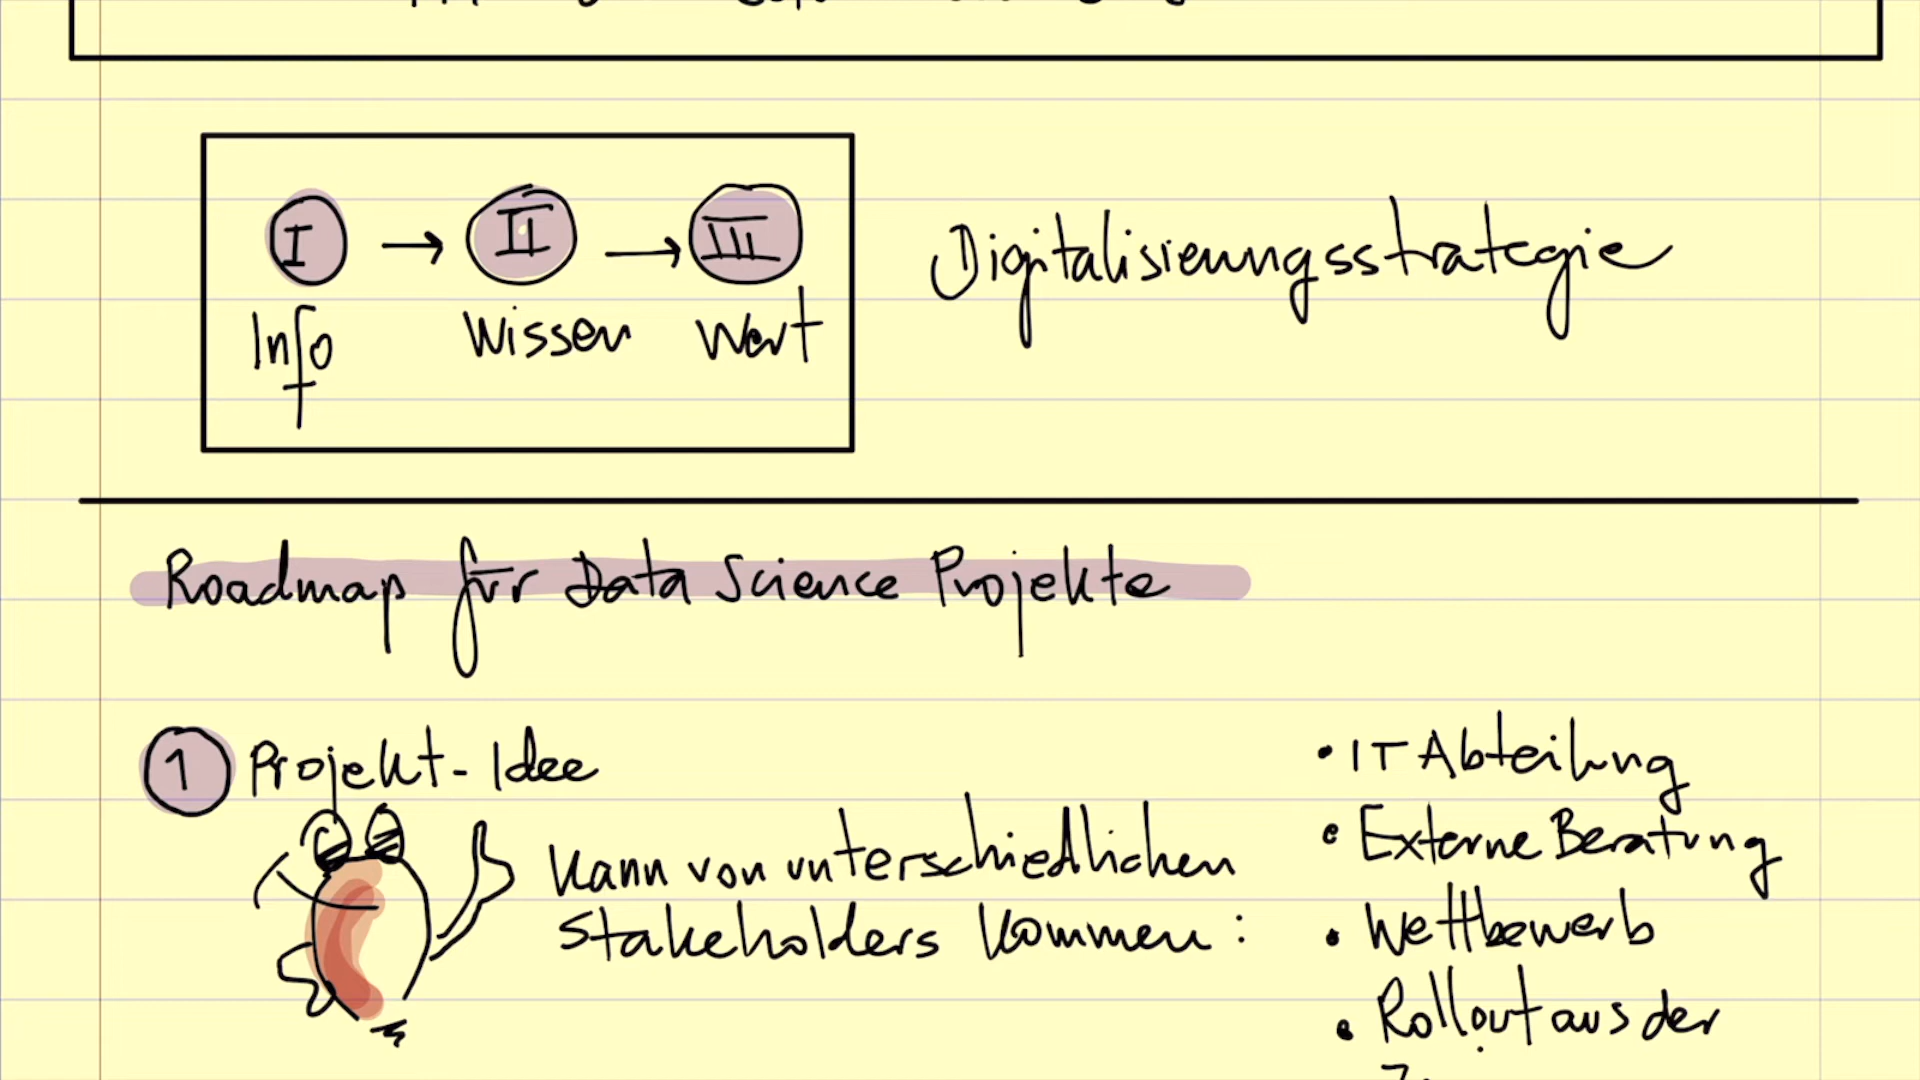 I → II → III
Info Wissen Wert
Digitalisierungsstrategie
Roadmap für Data Science Projekte
1 Projekt-Idee
kann von unterschiedlichen
Stakeholders kommen:
• IT Abteilung
• Externe Beratung
• Wettbewerb
• Rollout aus der